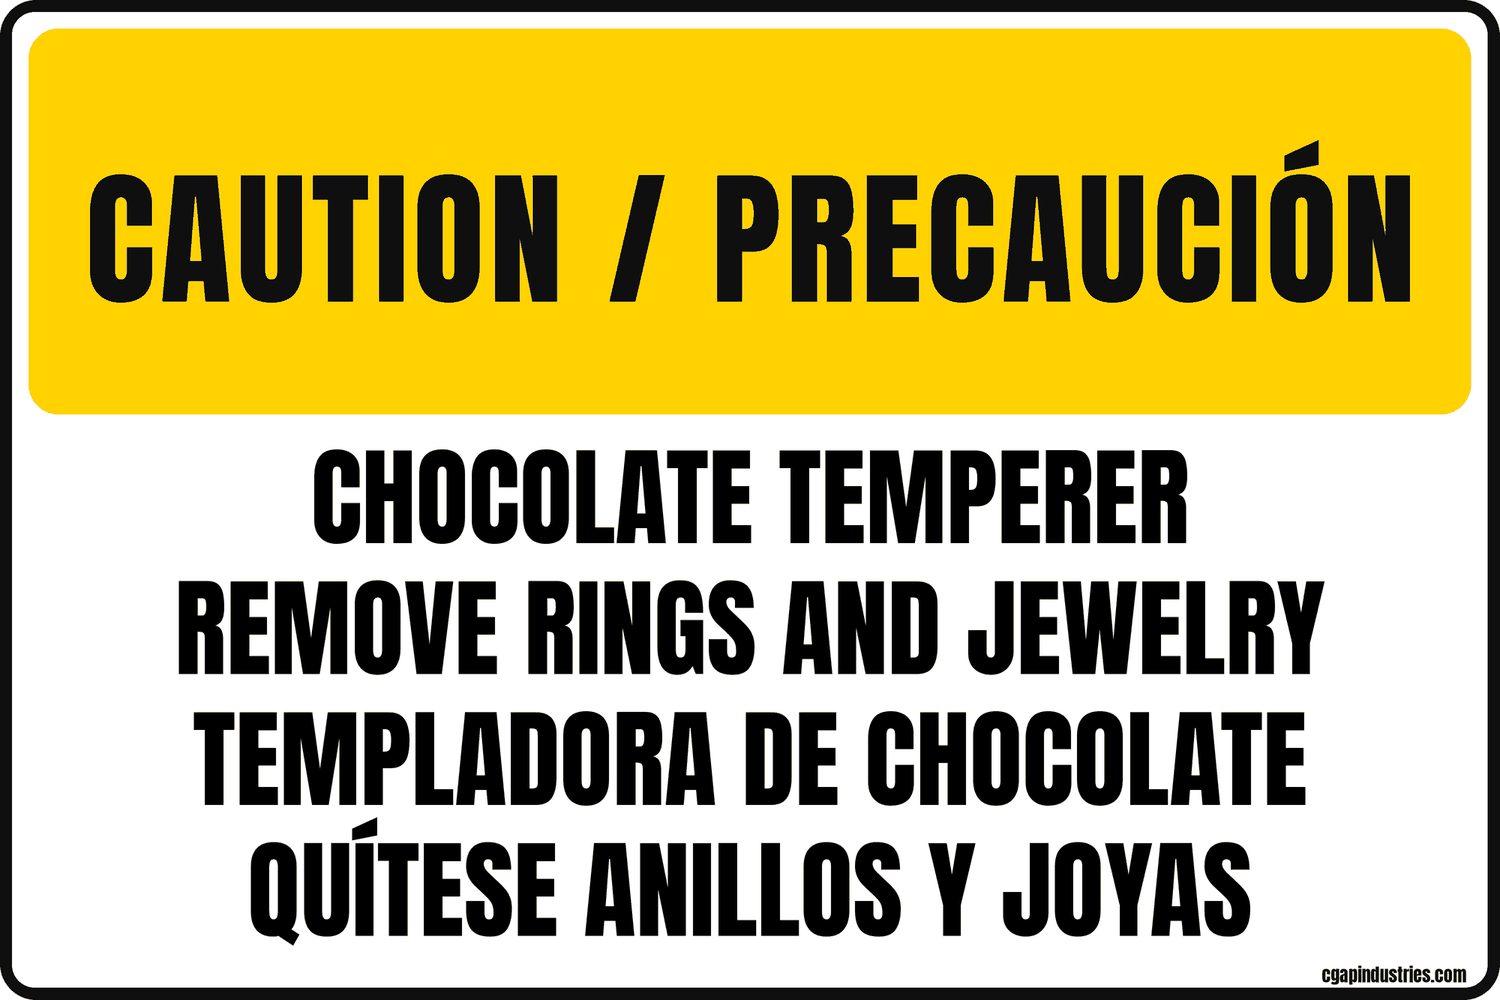 CAUTION / PRECAUCIÓN
CHOCOLATE TEMPERER
REMOVE RINGS AND JEWELRY
TEMPLADORA DE CHOCOLATE
QUÍTESE ANILLOS Y JOYAS
cgapindustries.com